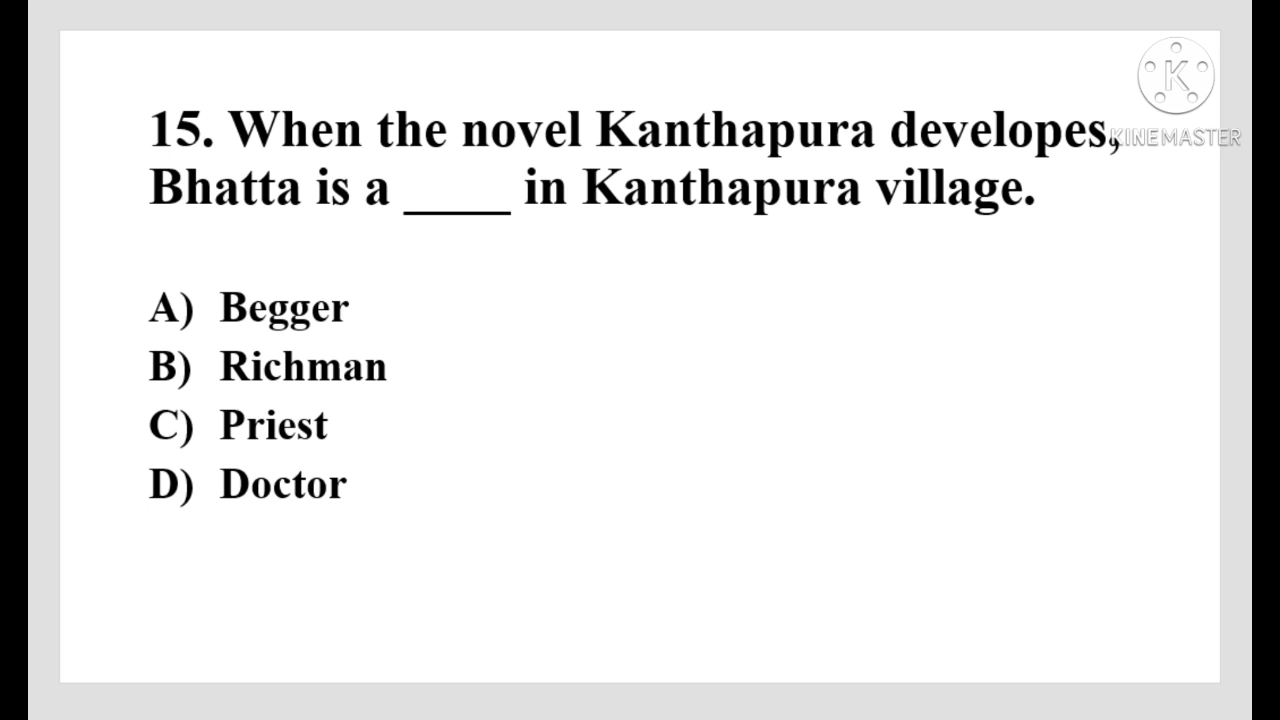 15. When the novel Kanthapura developes,
Bhatta is a ____ in Kanthapura village.
A) Begger
B) Richman
C) Priest
D) Doctor
K
KINEMASTER